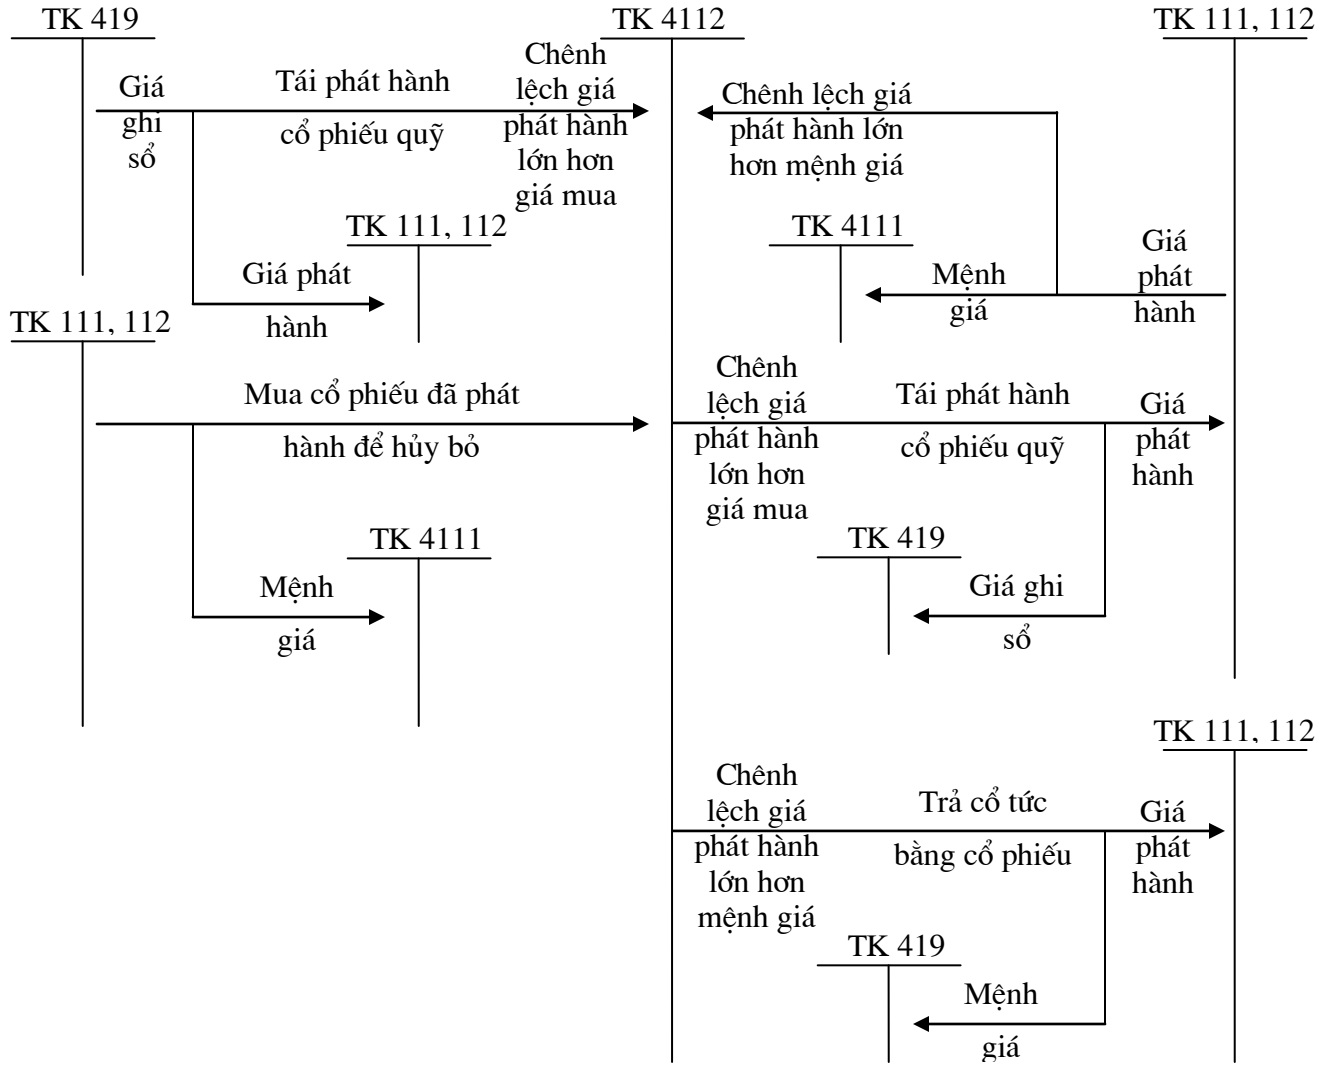 TK 419
TK 4112
TK 111, 112
Giá
ghi
sổ
Tái phát hành
cổ phiếu quỹ
Chênh
lệch giá
phát hành
lớn hơn
giá mua
Chênh lệch giá
phát hành lớn
hơn mệnh giá
TK 111, 112
TK 4111
Giá
phát
hành
Giá phát
hành
Mệnh
giá
TK 111, 112
Mua cổ phiếu đã phát
hành để hủy bỏ
Chênh
lệch giá
phát hành
lớn hơn
giá mua
Tái phát hành
cổ phiếu quỹ
Giá
phát
hành
TK 4111
TK 419
Mệnh
giá
Giá ghi
sổ
TK 111, 112
Chênh
lệch giá
phát hành
lớn hơn
mệnh giá
Trả cổ tức
bằng cổ phiếu
Giá
phát
hành
TK 419
Mệnh
giá